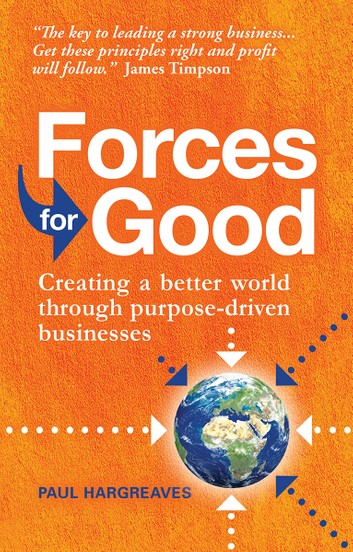 “The key to leading a strong business...
Get these principles right and profit
will follow.” James Timpson
Forces
for Good
Creating a better world
through purpose-driven
businesses
PAUL HARGREAVES